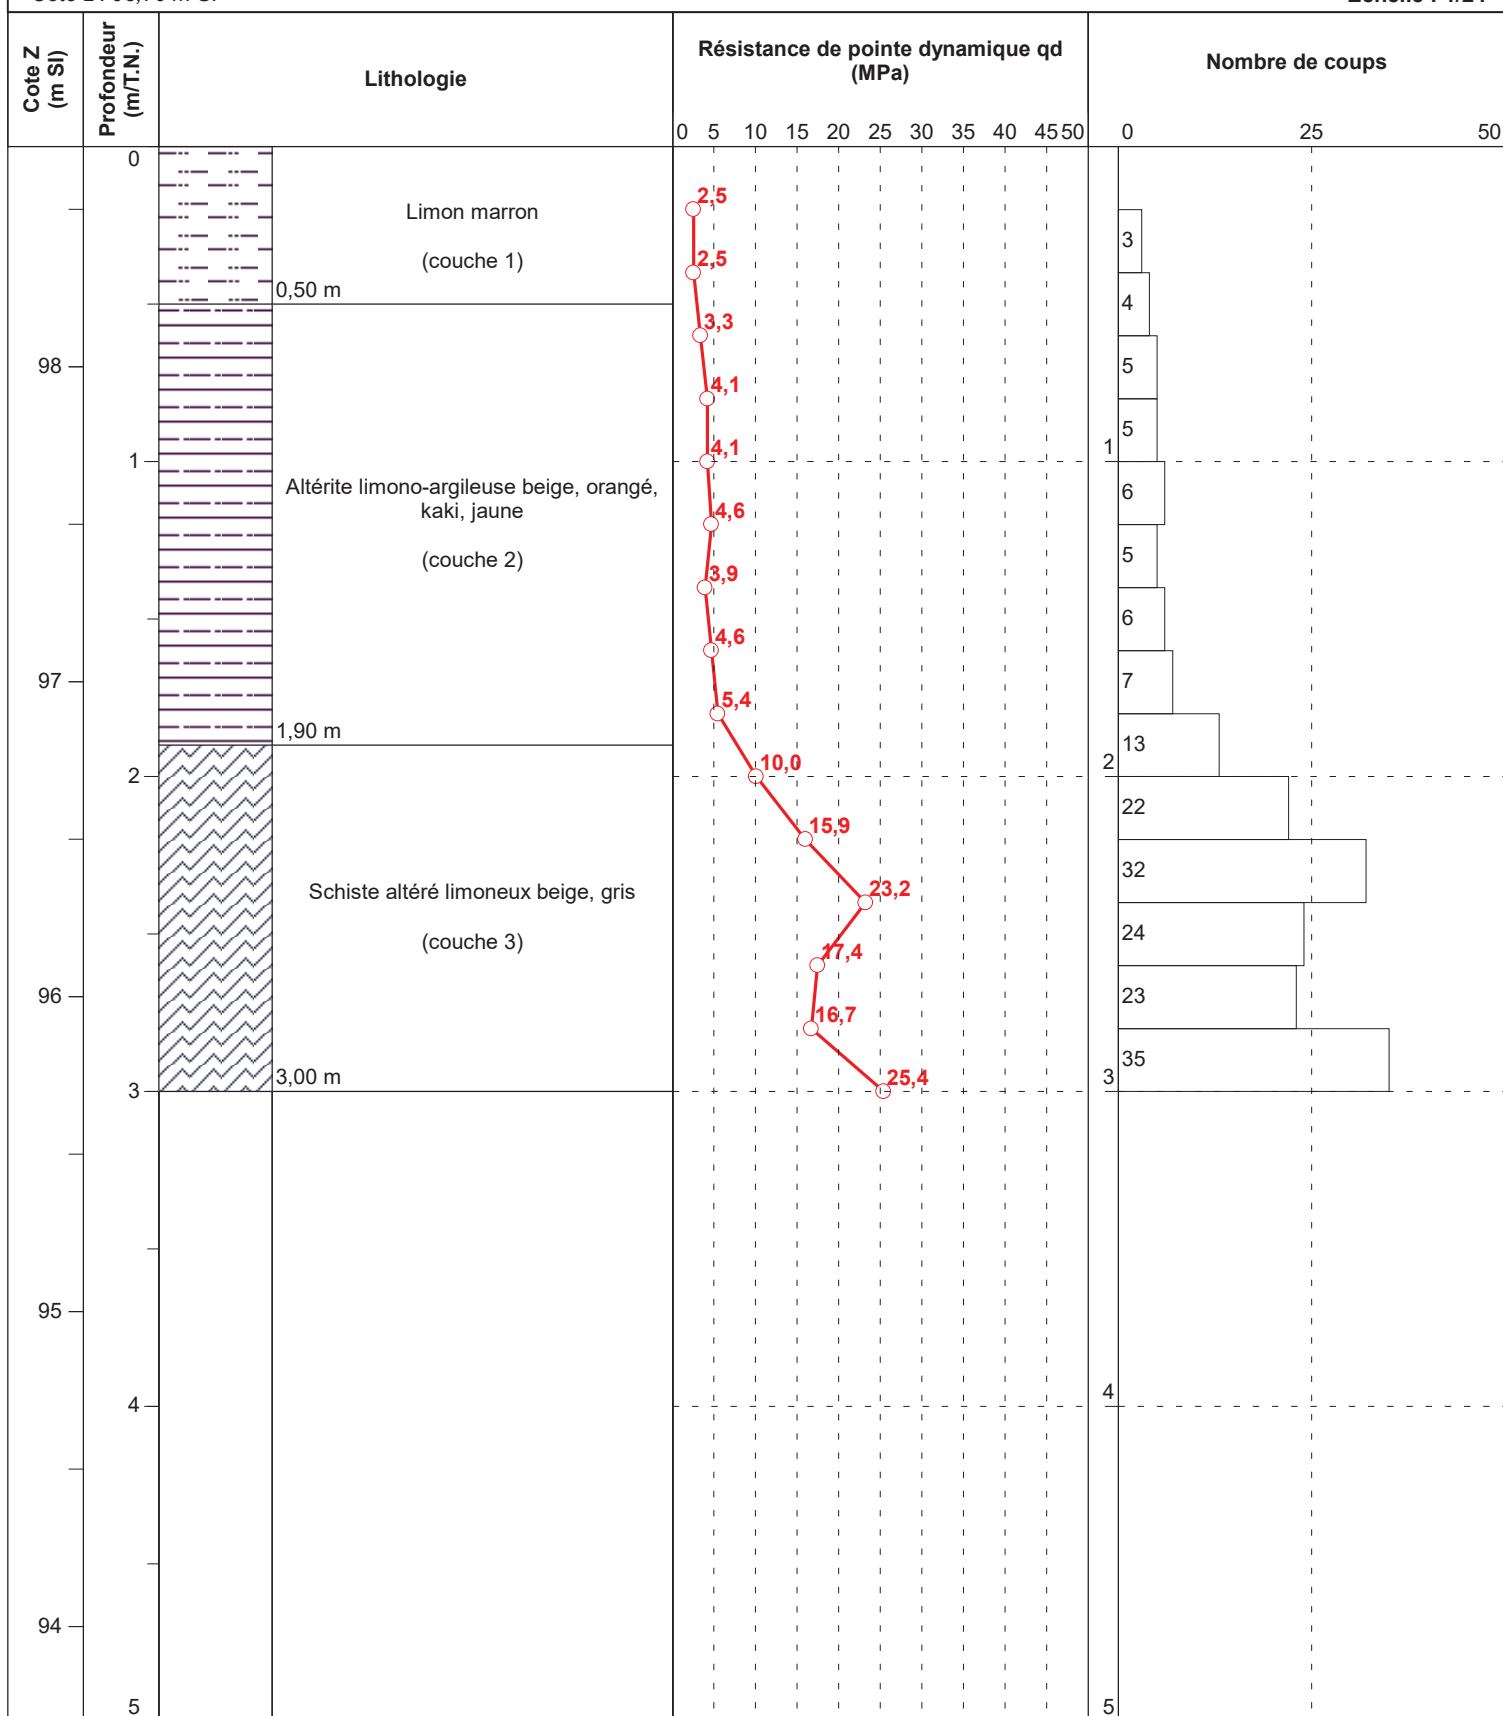 Cote Z
(m SI)
Profondeur
(m/T.N.)
Lithologie
Résistance de pointe dynamique qd
(MPa)
0 5 10 15 20 25 30 35 40 45 50
Nombre de coups
0 25 50
0
Limon marron
(couche 1)
0,50 m
98
1
Altérite limono-argileuse beige, orangé,
kaki, jaune
(couche 2)
97
1,90 m
2
Schiste altéré limoneux beige, gris
(couche 3)
96
3,00 m
3
95
4
94
5
2,5
2,5
3,3
4,1
4,1
4,6
3,9
4,6
5,4
10,0
15,9
23,2
17,4
16,7
25,4
3
4
5
5
1
6
5
6
7
13
2
22
32
24
23
35
3
4
5